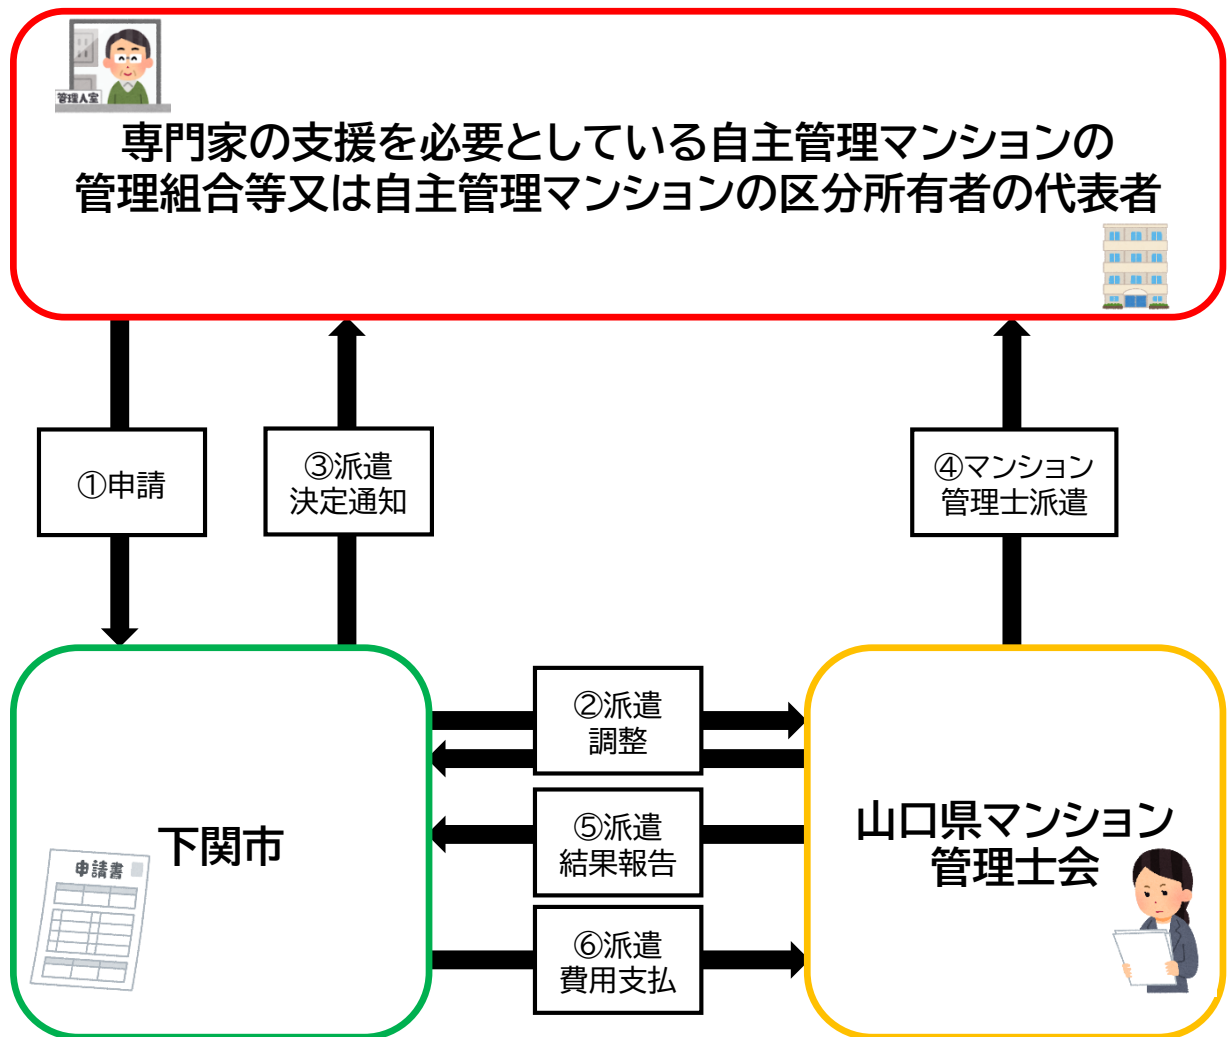 管理人室
専門家の支援を必要としている自主管理マンションの
管理組合等又は自主管理マンションの区分所有者の代表者
①申請
③派遣
決定通知
④マンション
管理士派遣
②派遣
調整
⑤派遣
結果報告
⑥派遣
費用支払
下関市
申請書
山口県マンション
管理士会